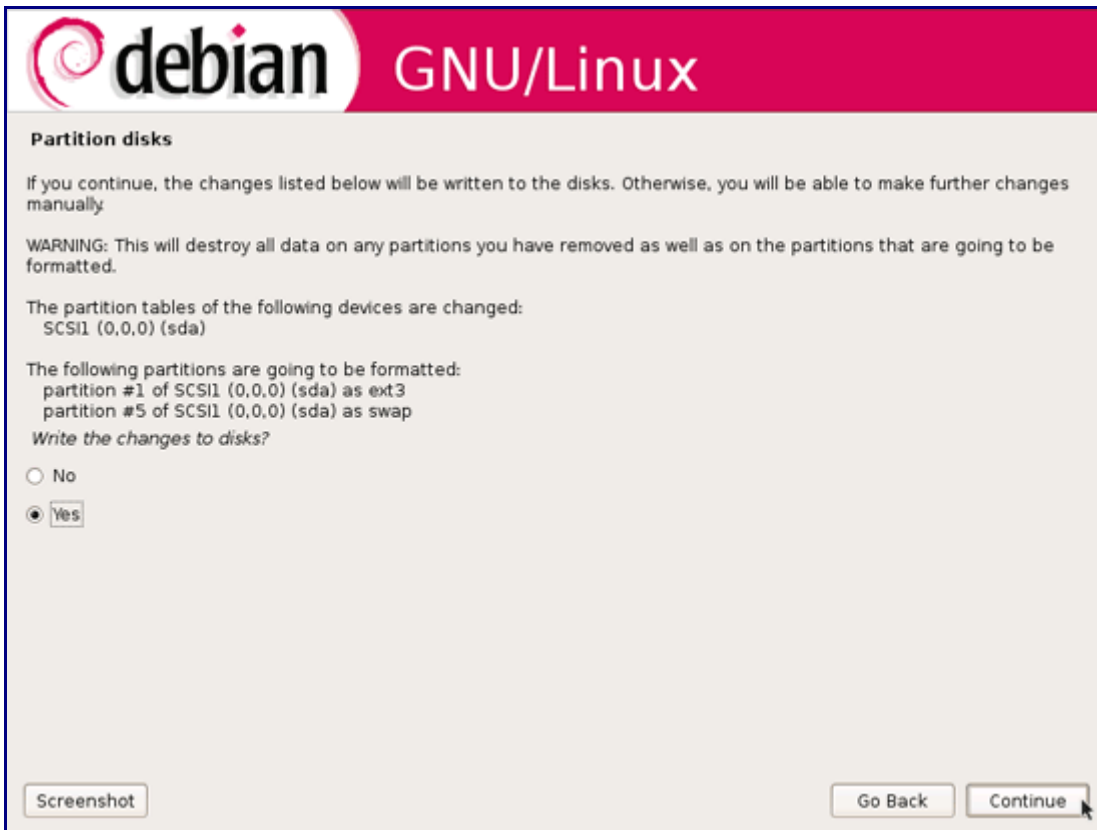 debian GNU/Linux
Partition disks
If you continue, the changes listed below will be written to the disks. Otherwise, you will be able to make further changes
manually.
WARNING: This will destroy all data on any partitions you have removed as well as on the partitions that are going to be
formatted.
The partition tables of the following devices are changed:
SCSI1 (0,0,0) (sda)
The following partitions are going to be formatted:
partition #1 of SCSI1 (0,0,0) (sda) as ext3
partition #5 of SCSI1 (0,0,0) (sda) as swap
Write the changes to disks?
No
Yes
Screenshot Go Back Continue